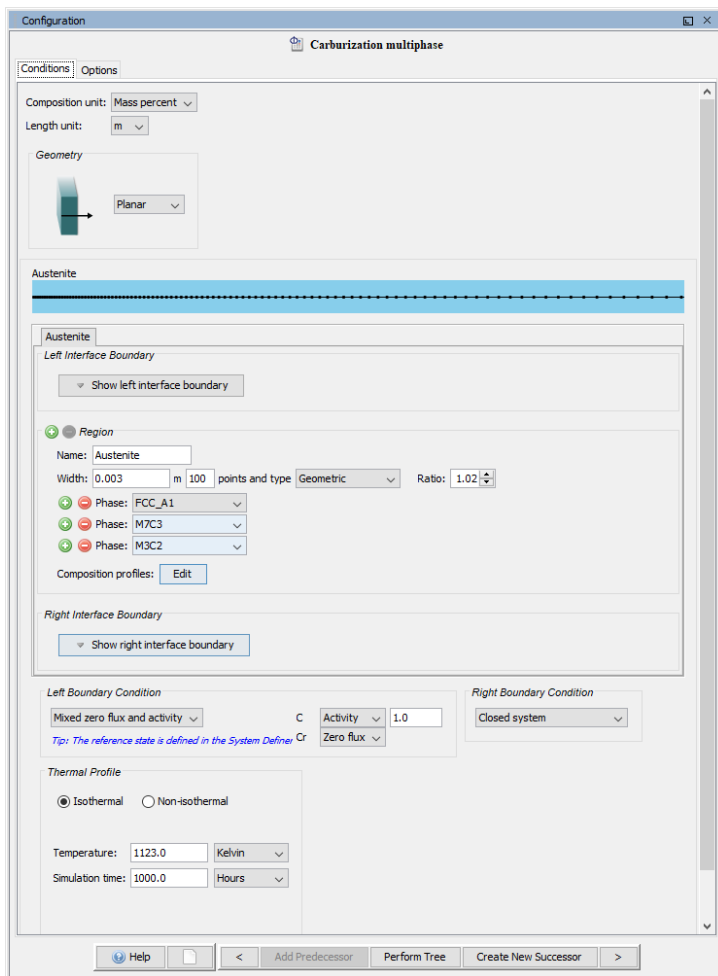 Configuration
Carburization multiphase
Conditions Options
Composition unit: Mass percent
Length unit: m
Geometry
Planar
Austenite
Austenite
Left Interface Boundary
Show left interface boundary
Region
Name: Austenite
Width: 0.003 m 100 points and type Geometric Ratio: 1.02
Phase: FCC_A1
Phase: M7C3
Phase: M3C2
Composition profiles: Edit
Right Interface Boundary
Show right interface boundary
Left Boundary Condition Right Boundary Condition
Mixed zero flux and activity C Activity 1.0 Closed system
Tip: The reference state is defined in the System Definer Cr Zero flux
Thermal Profile
Isothermal Non-isothermal
Temperature: 1123.0 Kelvin
Simulation time: 1000.0 Hours
Help < Add Predecessor Perform Tree Create New Successor >